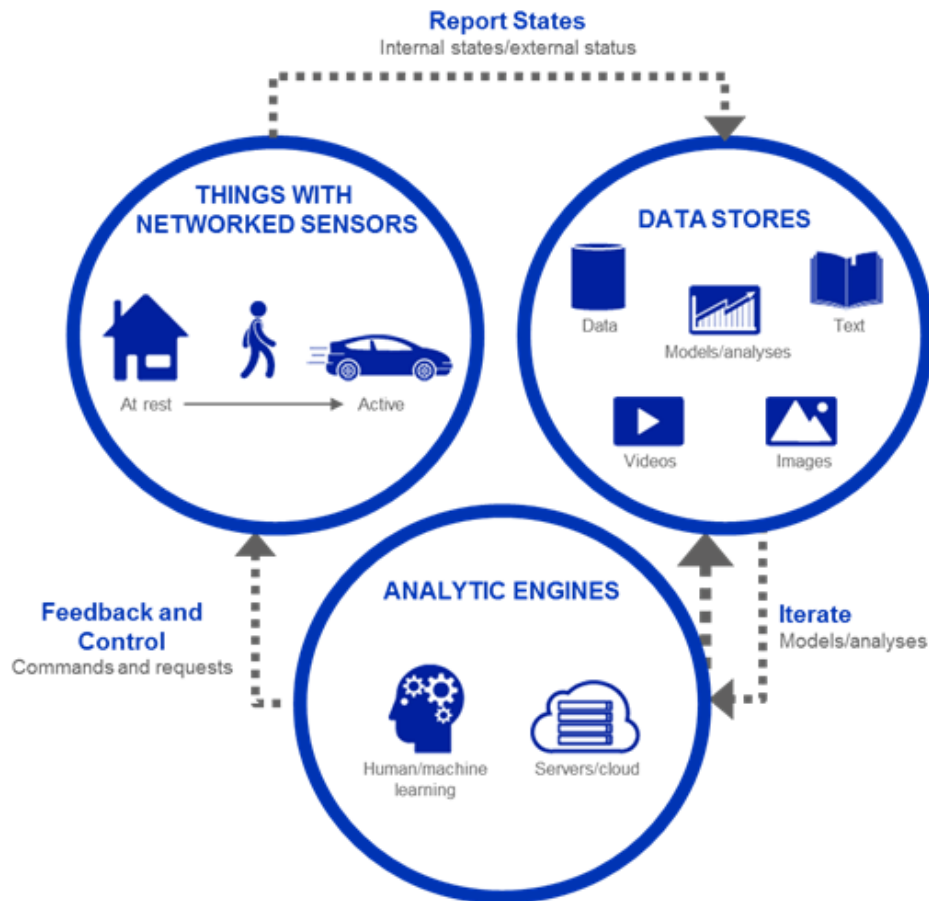 Report States
Internal states/external status
THINGS WITH
NETWORKED SENSORS
At rest
Active
DATA STORES
Data
Models/analyses
Text
Videos
Images
Feedback and
Control
Commands and requests
ANALYTIC ENGINES
Human/machine
learning
Servers/cloud
Iterate
Models/analyses